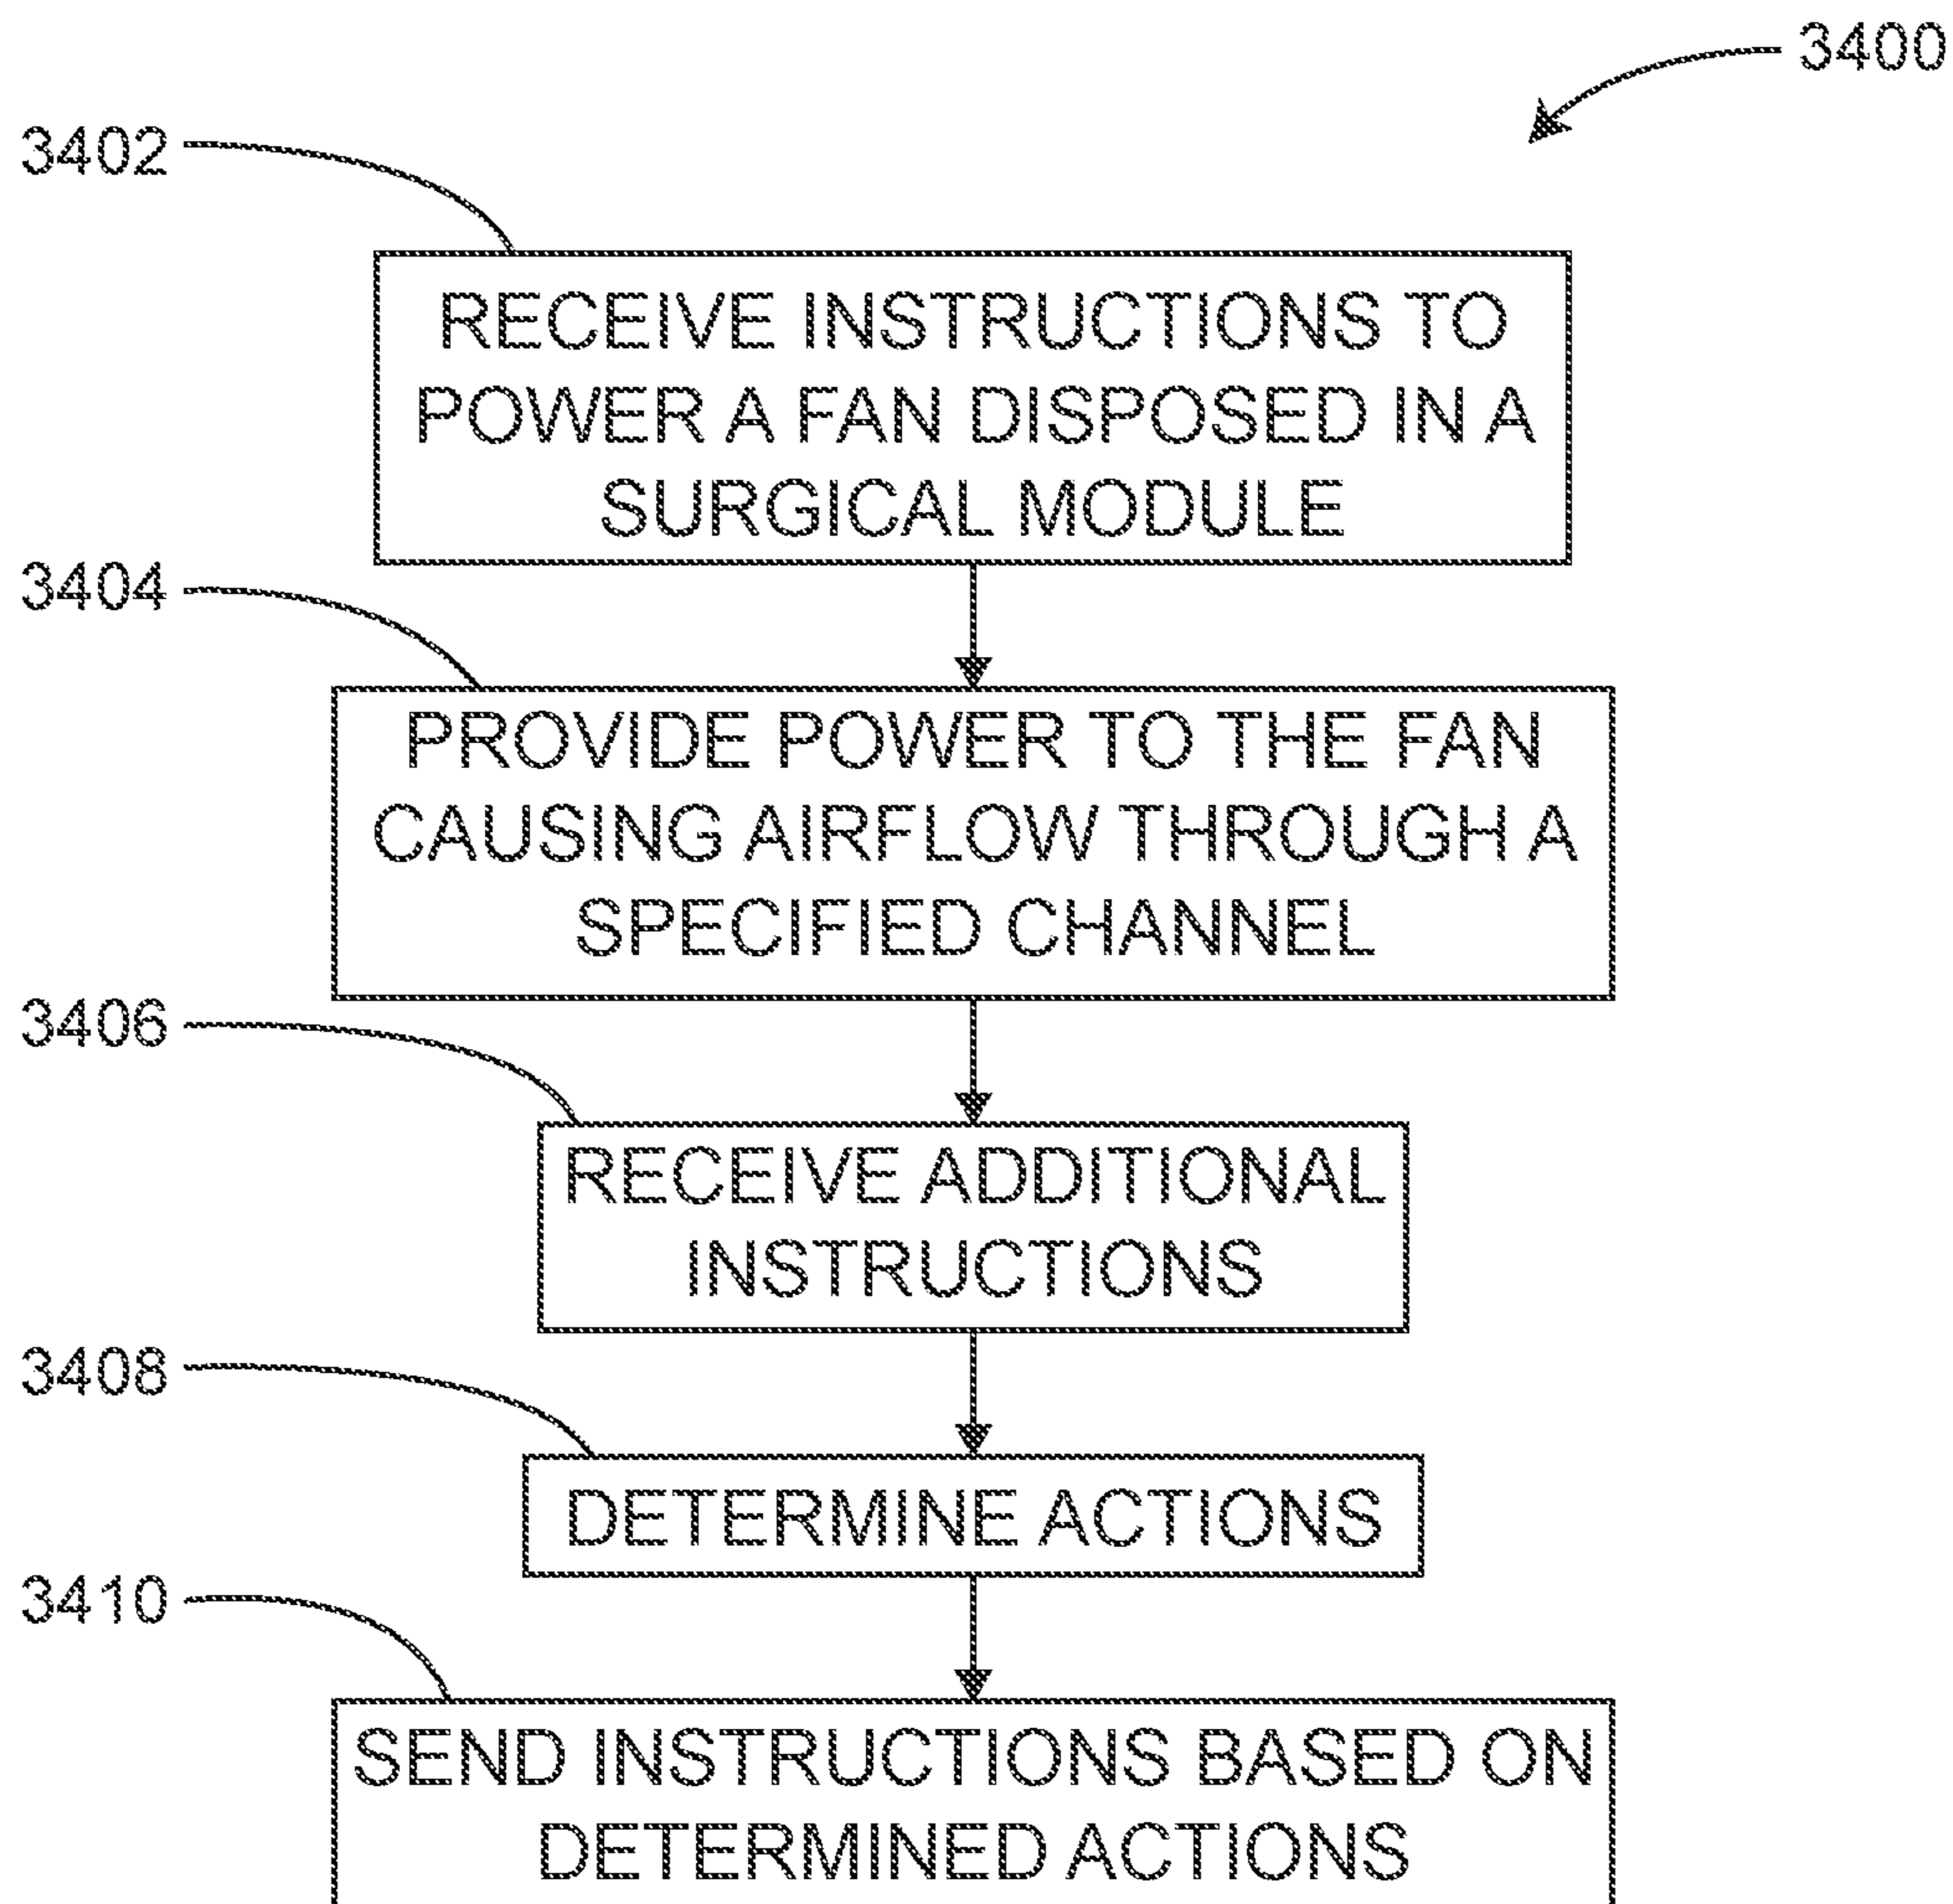 3400
3402
RECEIVE INSTRUCTIONS TO
POWER A FAN DISPOSED IN A
SURGICAL MODULE
3404
PROVIDE POWER TO THE FAN
CAUSING AIRFLOW THROUGH A
SPECIFIED CHANNEL
3406
RECEIVE ADDITIONAL
INSTRUCTIONS
3408
DETERMINE ACTIONS
3410
SEND INSTRUCTIONS BASED ON
DETERMINED ACTIONS